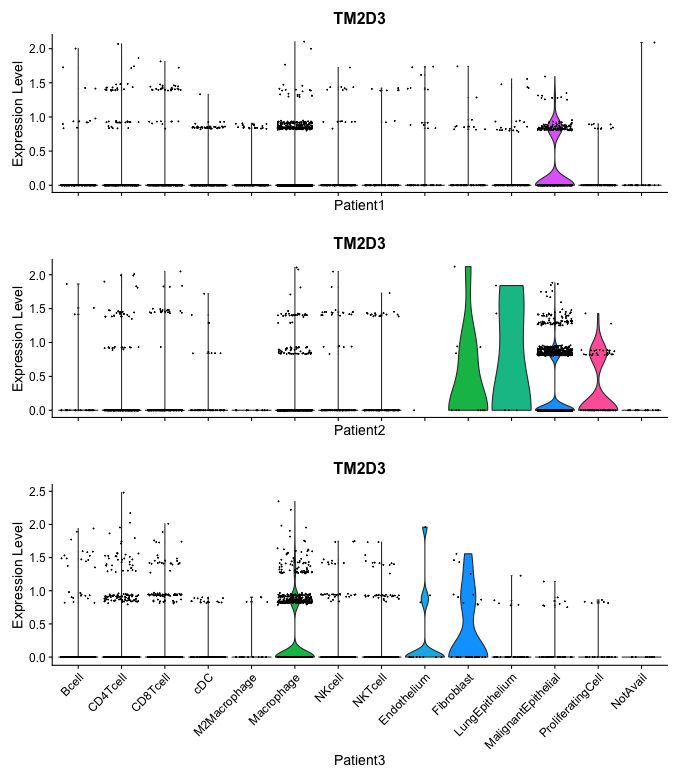 TM2D3
Expression Level
2.0
1.5
1.0
0.5
0.0
Patient1
TM2D3
Expression Level
2.0
1.5
1.0
0.5
0.0
Patient2
TM2D3
Expression Level
2.5
2.0
1.5
1.0
0.5
0.0
Bcell
CD4Tcell
CD8Tcell
cDC
M2Macrophage
Macrophage
NKcell
NKTcell
Endothelium
Fibroblast
LungEpithelium
MalignantEpithelial
ProliferatingCell
NotAvail
Patient3